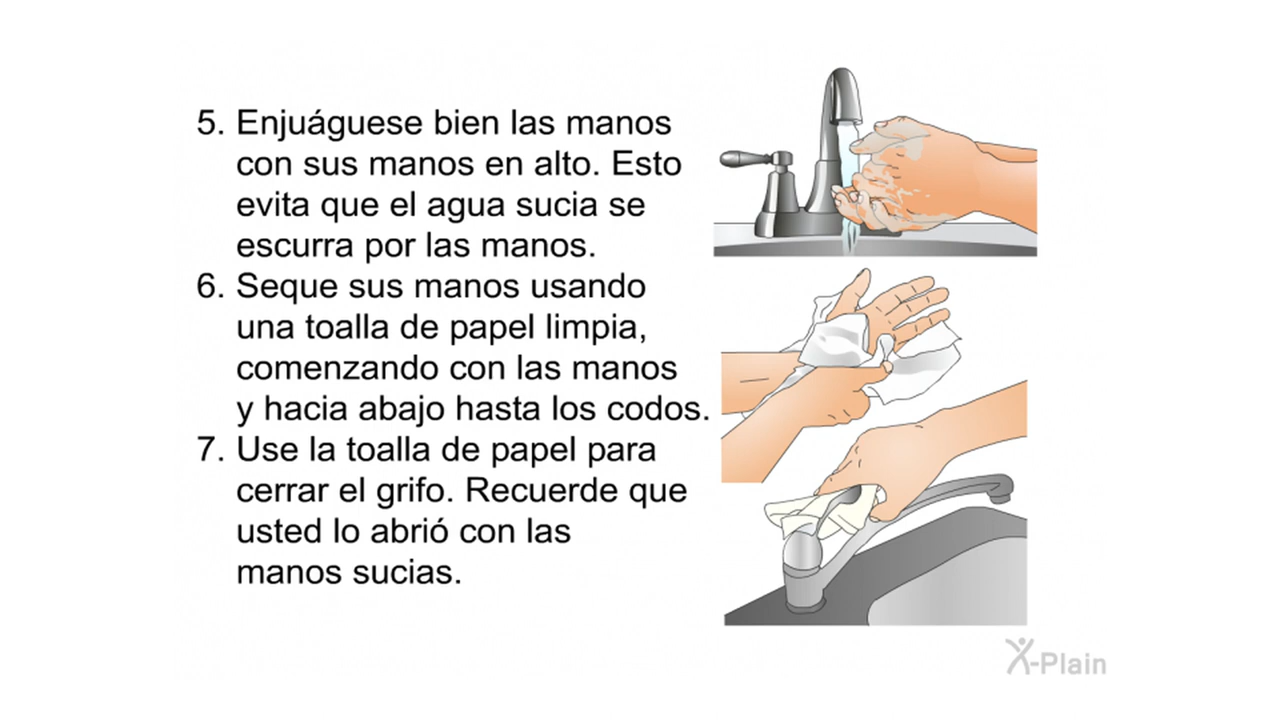 5. Enjuáguese bien las manos
con sus manos en alto. Esto
evita que el agua sucia se
escurra por las manos.
6. Seque sus manos usando
una toalla de papel limpia,
comenzando con las manos
y hacia abajo hasta los codos.
7. Use la toalla de papel para
cerrar el grifo. Recuerde que
usted lo abrió con las
manos sucias.
X-Plain